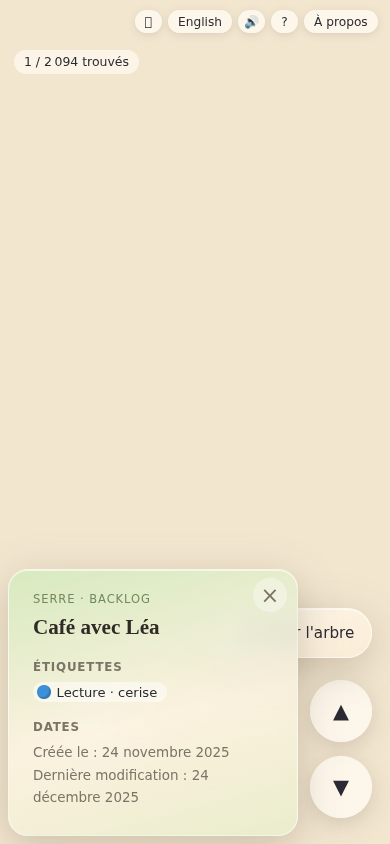 English
?
À propos
1 / 2 094 trouvés
SERRE · BACKLOG
Café avec Léa
ÉTIQUETTES
Lecture · cerise
DATES
Créée le : 24 novembre 2025
Dernière modification : 24
décembre 2025
l'arbre